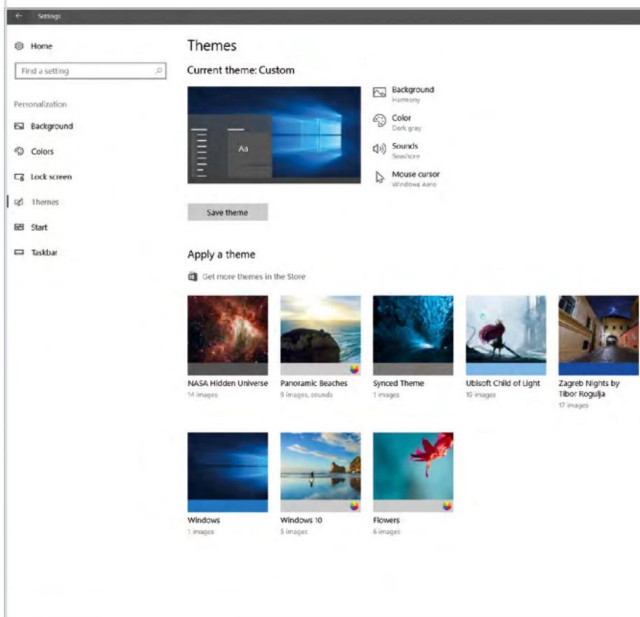 Settings
Home
Find a setting
Personalization
Background
Colors
Lock screen
Themes
Start
Taskbar
Themes
Current theme: Custom
Aa
Background
Harmony
Color
Dark gray
Sounds
Seashore
Mouse cursor
Windows Aero
Save theme
Apply a theme
Get more themes in the Store
NASA Hidden Universe
14 images
Panoramic Beaches
9 images, sounds
Synced Theme
1 images
Ubisoft Child of Light
10 images
Zagreb Nights by
Tibor Rogulja
17 images
Windows
1 images
Windows 10
5 images
Flowers
6 images